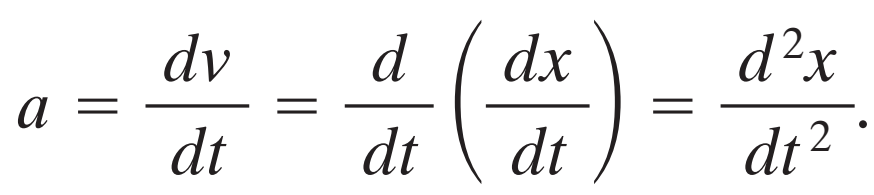 a = dv/dt = d/dt (dx/dt) = d²x/dt².